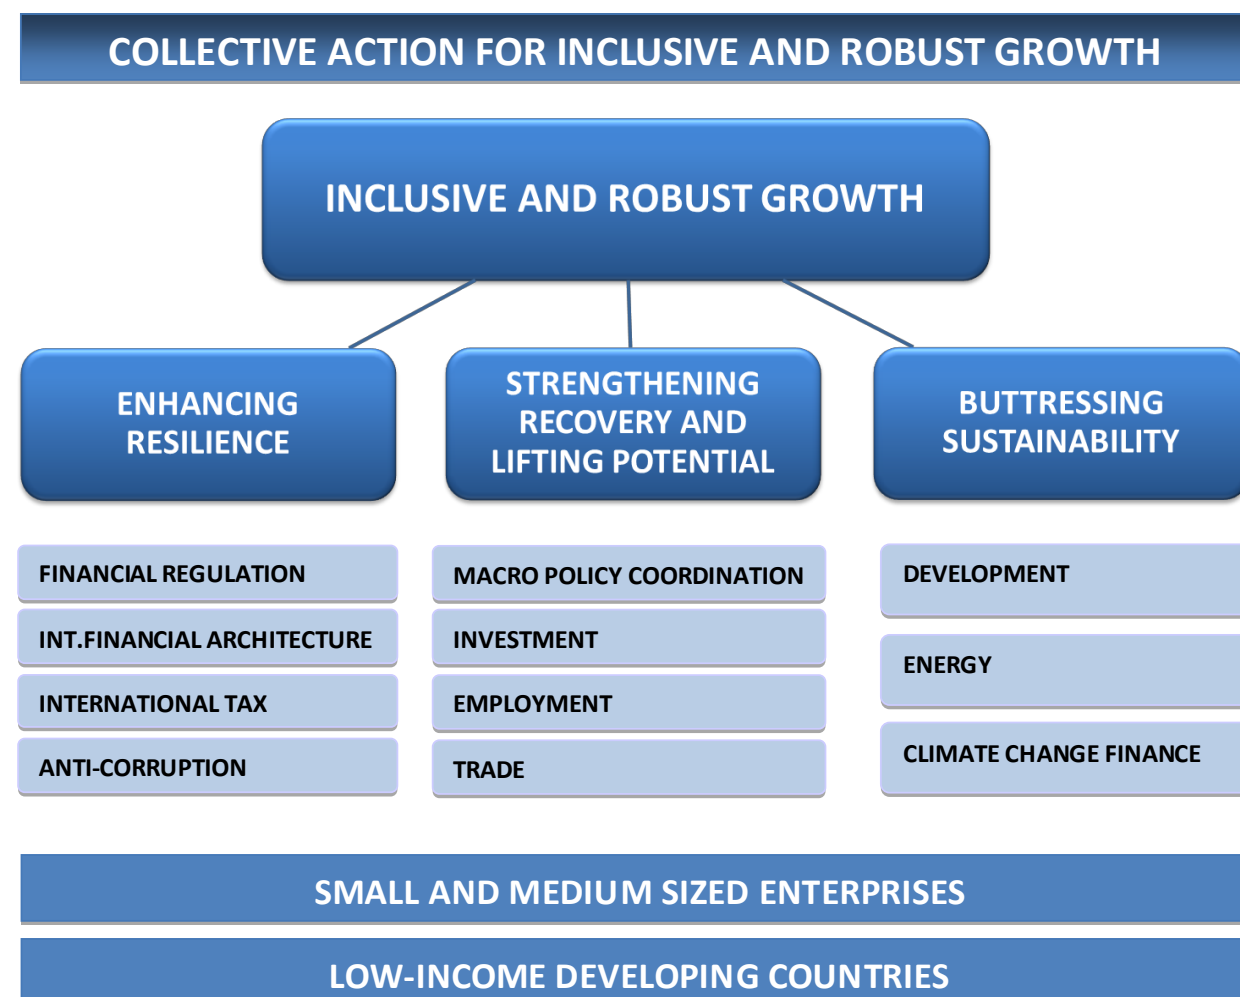 COLLECTIVE ACTION FOR INCLUSIVE AND ROBUST GROWTH
INCLUSIVE AND ROBUST GROWTH
ENHANCING
RESILIENCE
STRENGTHENING
RECOVERY AND
LIFTING POTENTIAL
BUTTRESSING
SUSTAINABILITY
FINANCIAL REGULATION
INT.FINANCIAL ARCHITECTURE
INTERNATIONAL TAX
ANTI-CORRUPTION
MACRO POLICY COORDINATION
INVESTMENT
EMPLOYMENT
TRADE
DEVELOPMENT
ENERGY
CLIMATE CHANGE FINANCE
SMALL AND MEDIUM SIZED ENTERPRISES
LOW-INCOME DEVELOPING COUNTRIES